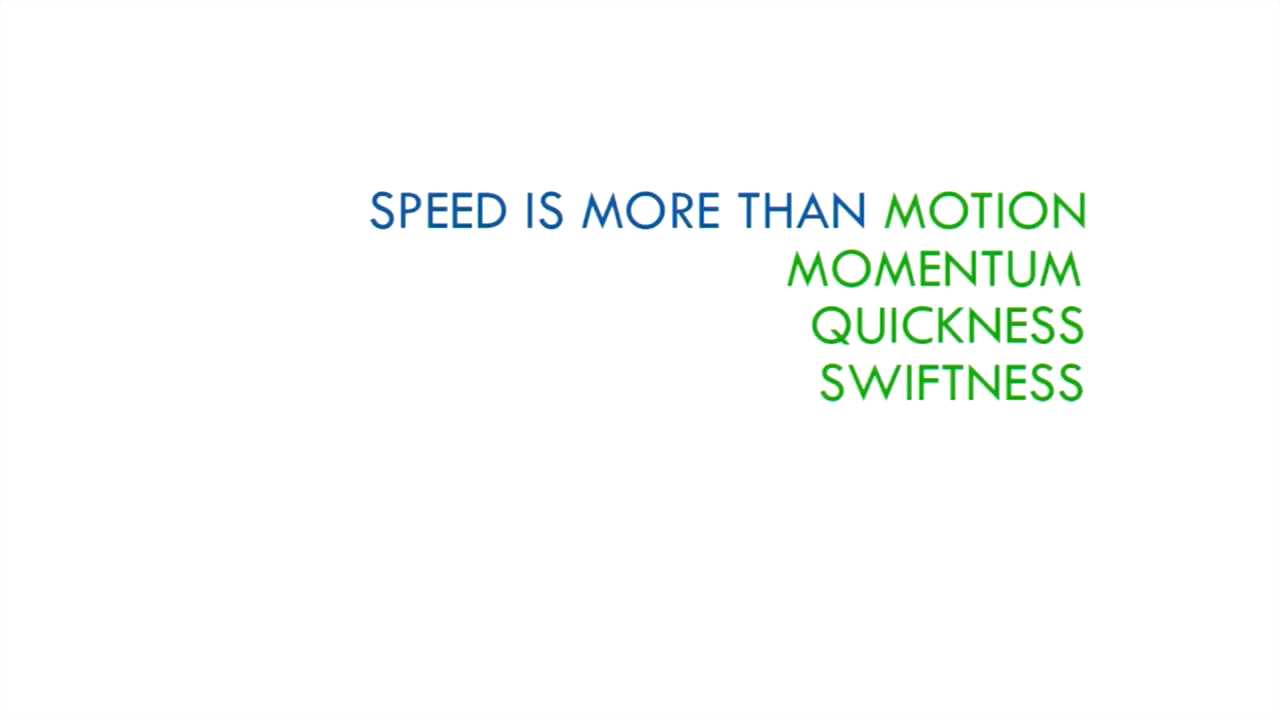 SPEED IS MORE THAN MOTION
MOMENTUM
QUICKNESS
SWIFTNESS